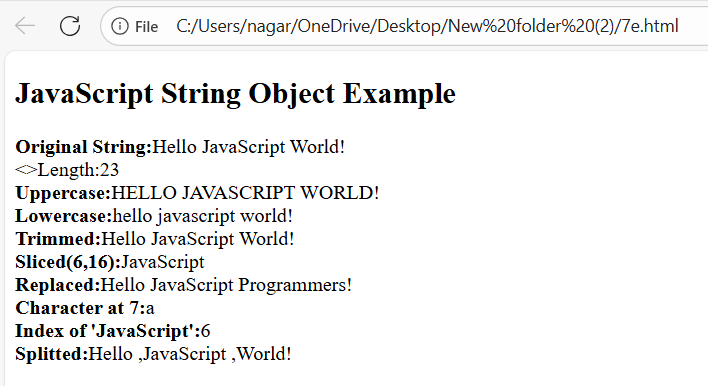 File C:/Users/nagar/OneDrive/Desktop/New%20folder%20(2)/7e.html
JavaScript String Object Example
Original String:Hello JavaScript World!
<>Length:23
Uppercase:HELLO JAVASCRIPT WORLD!
Lowercase:hello javascript world!
Trimmed:Hello JavaScript World!
Sliced(6,16):JavaScript
Replaced:Hello JavaScript Programmers!
Character at 7:a
Index of 'JavaScript':6
Splitted:Hello ,JavaScript ,World!